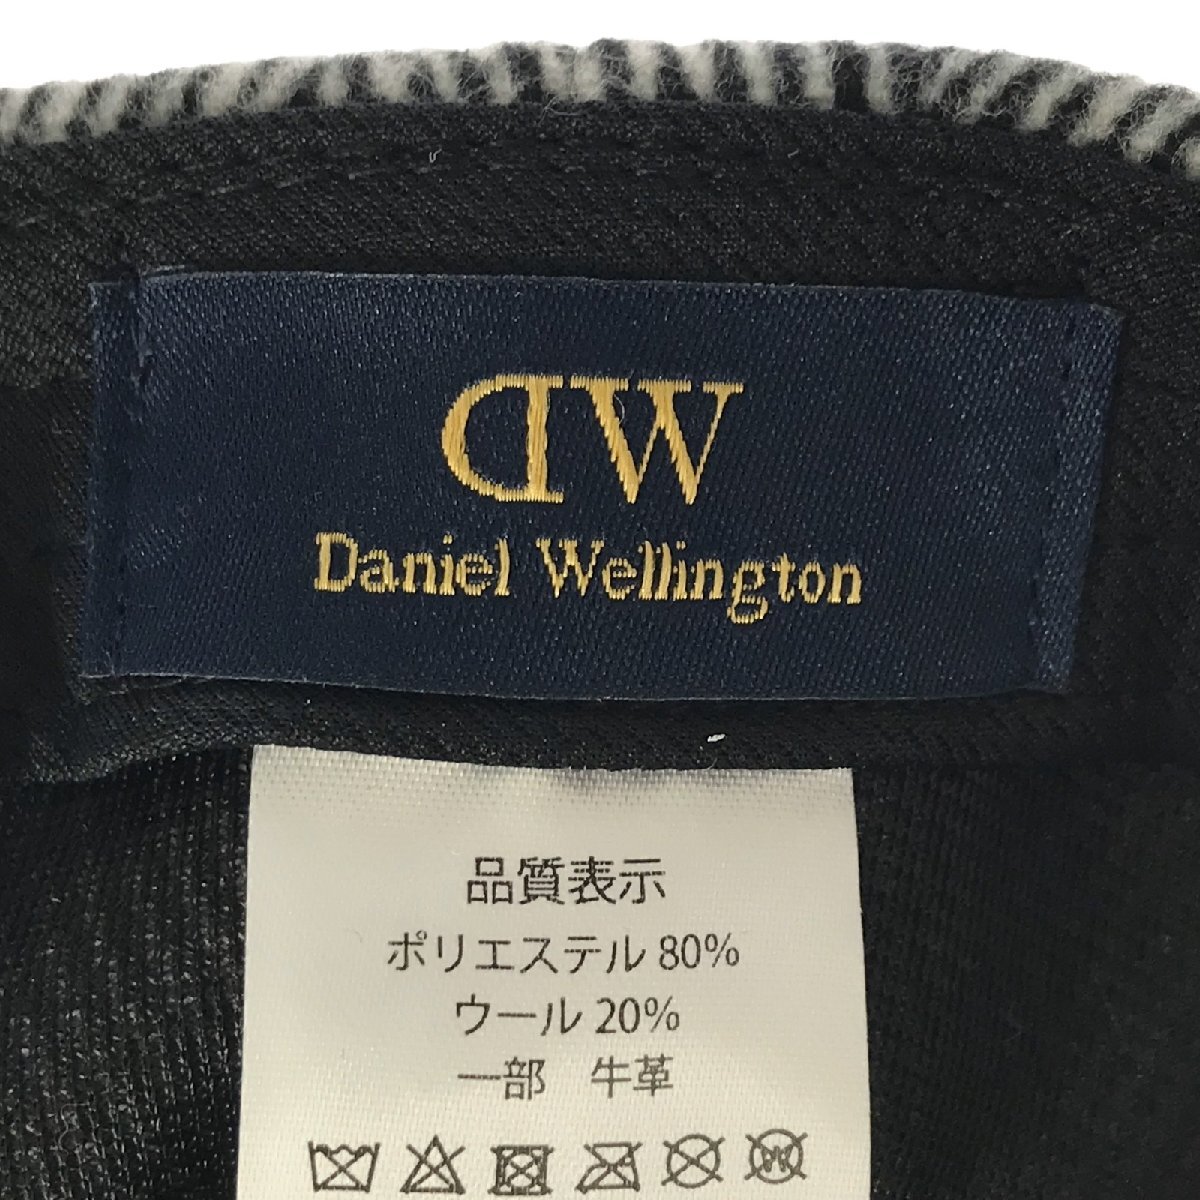 DW
Daniel Wellington
品質表示
ポリエステル 80%
ウール 20%
一部 牛革